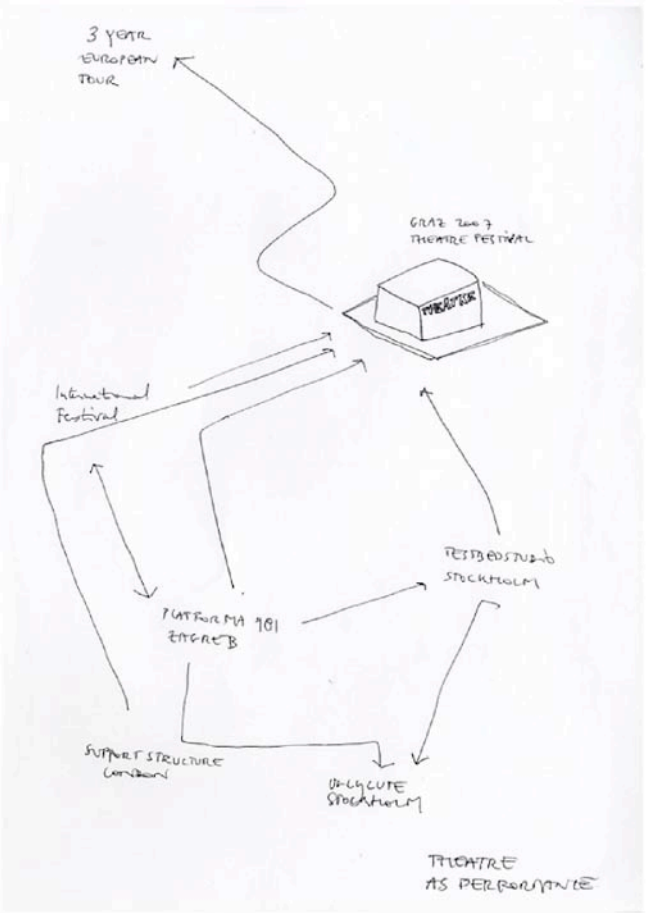 3 YEAR
EUROPEAN
TOUR
GRAZ 2007
THEATRE FESTIVAL
THEATRE
International
Festival
TESTBEDSTUDIO
STOCKHOLM
PLATFORMA 981
ZAGREB
SUPPORT STRUCTURE
LONDON
STOCKHOLM
THEATRE
AS PERFORMANCE